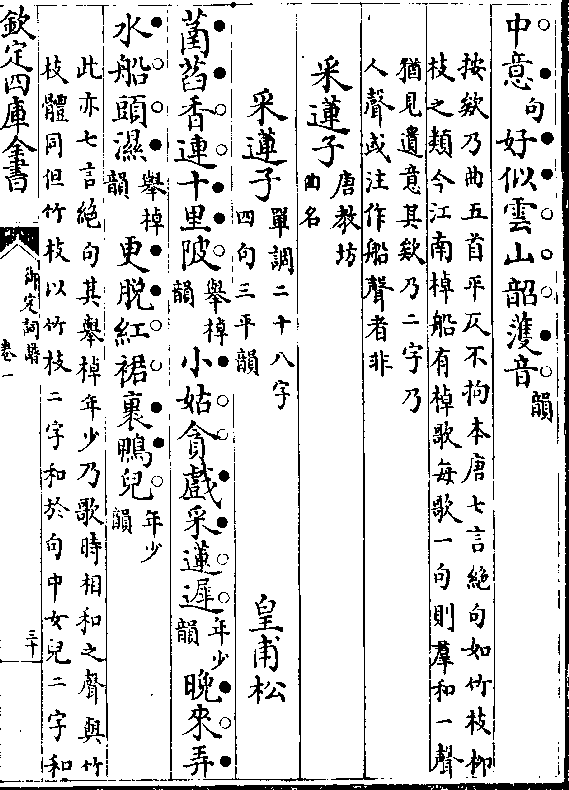 中意句好似雲山韶濩音韻
按欸乃曲五首平仄不拘本唐七言絶句如竹枝柳
枝之類今江南棹船有棹歌每歌一句則羣和一聲
猶見遺意其欸乃二字乃
人聲或注作船聲者非
采蓮子唐教坊
曲名
采蓮子單調二十八字
四句三平韻
皇甫松
菡萏香連十里陂舉棹
韻小姑貪戲采蓮遲年少
韻晚來弄
水船頭濕舉棹
韻更脱紅裙裹鴨兒年少
韻
此亦七言絶句其舉棹年少乃歌時相和之聲與竹
枝體同但竹枝以竹枝二字和於句中女兒二字和
欽定四庫全書
御定詞譜
卷一
三十